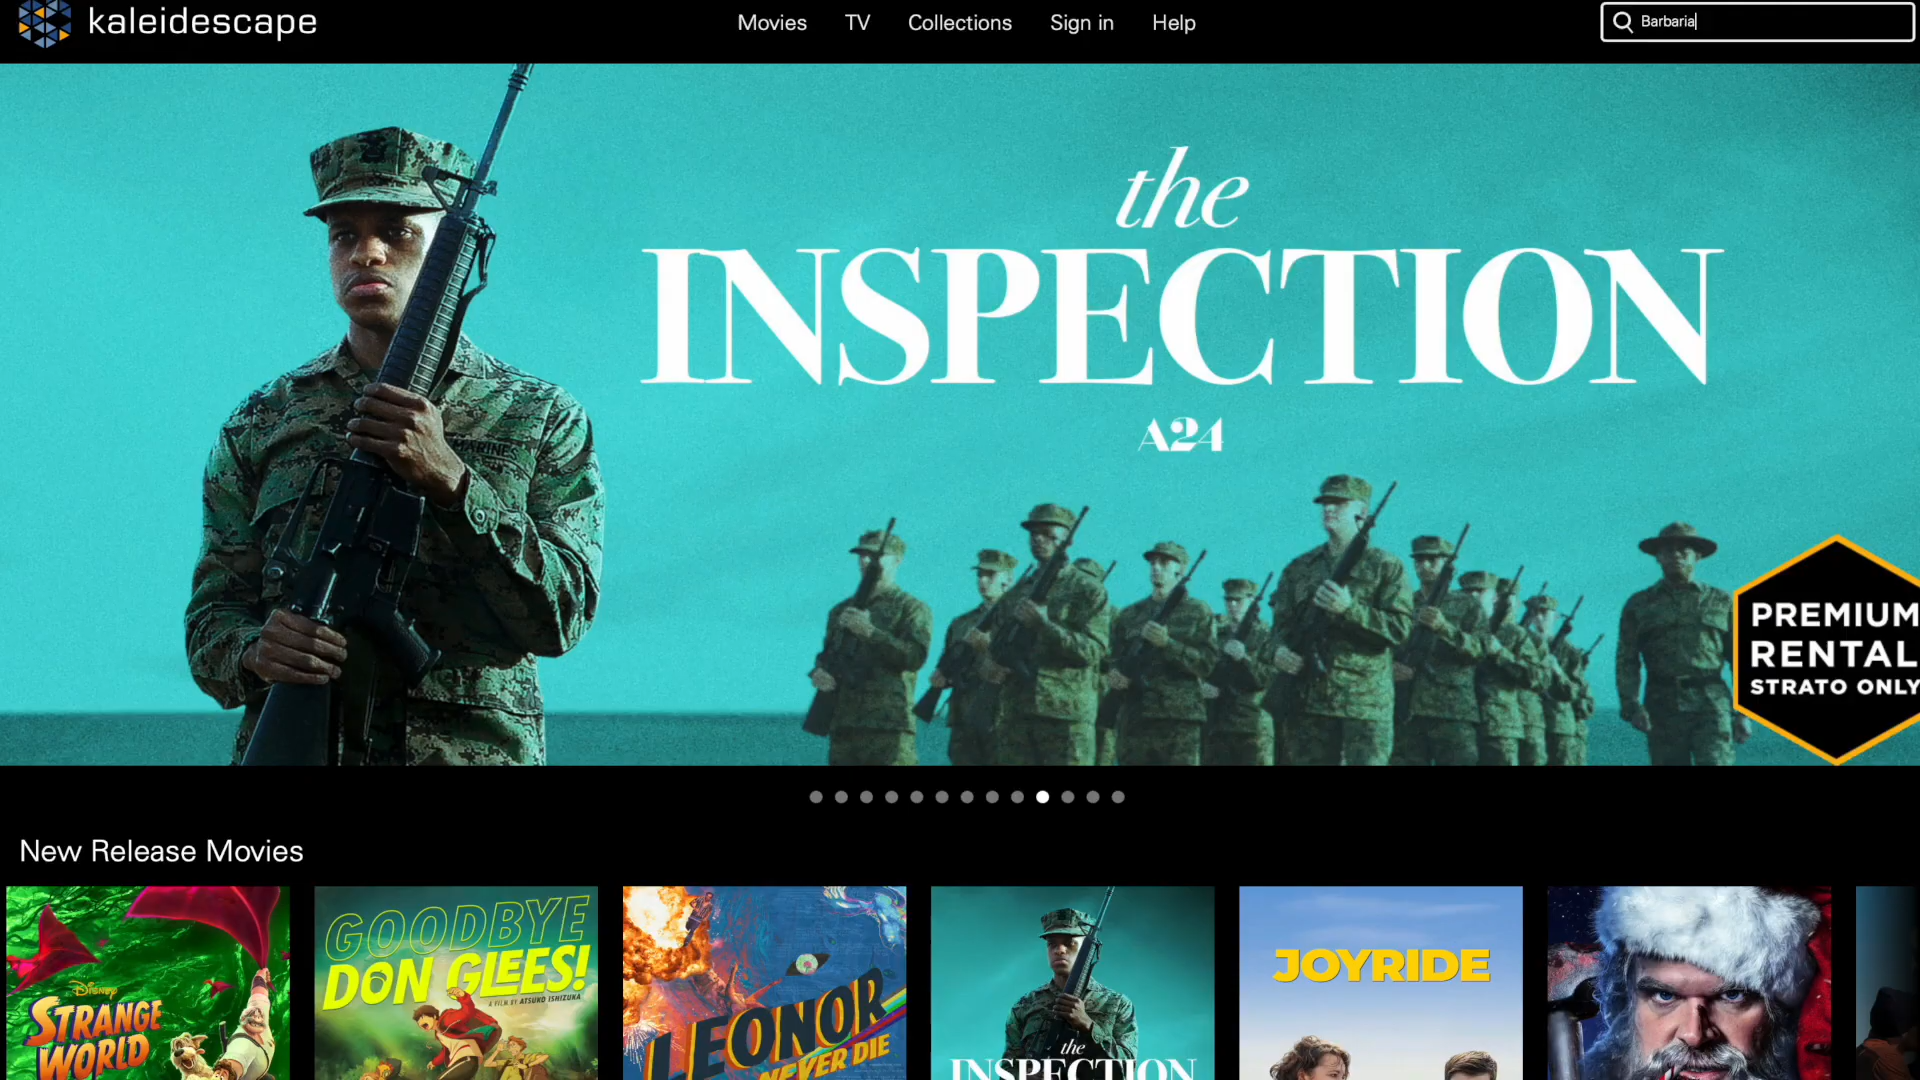 kaleidescape
Movies
TV
Collections
Sign in
Help
Barbaria
the
INSPECTION
A24
MARINES
PREMIUM
RENTAL
STRATO ONLY
New Release Movies
DISNEY
STRANGE
WORLD
GOODBYE
DON GLEES!
A FILM BY ATSUKO ISHIZUKA
LEONOR
NEVER DIE
the
INSPECTION
JOYRIDE